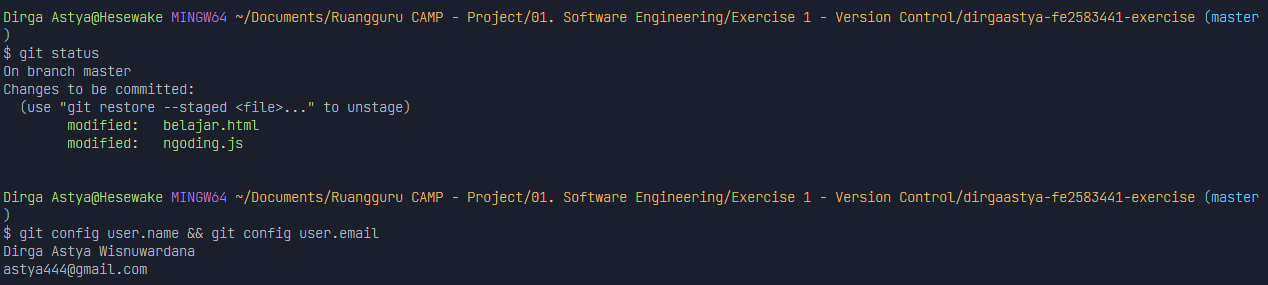 Dirga Astya@Hesewake MINGW64 ~/Documents/Ruangguru CAMP - Project/01. Software Engineering/Exercise 1 - Version Control/dirgaastya-fe2583441-exercise (master
)
$ git status
On branch master
Changes to be committed:
  (use "git restore --staged <file>..." to unstage)
        modified:   belajar.html
        modified:   ngoding.js
Dirga Astya@Hesewake MINGW64 ~/Documents/Ruangguru CAMP - Project/01. Software Engineering/Exercise 1 - Version Control/dirgaastya-fe2583441-exercise (master
)
$ git config user.name && git config user.email
Dirga Astya Wisnuwardana
astya444@gmail.com